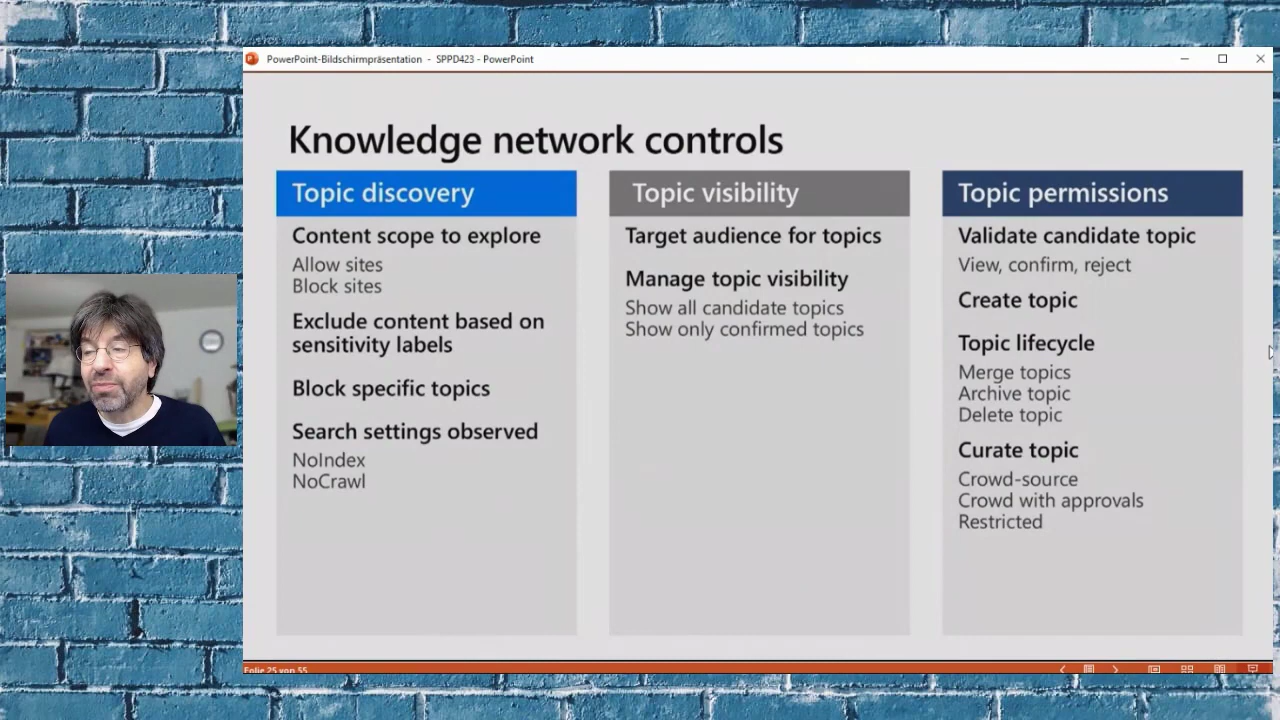 PowerPoint-Bildschirmpräsentation - SPPD423 - PowerPoint
Knowledge network controls
Topic discovery
Content scope to explore
Allow sites
Block sites
Exclude content based on
sensitivity labels
Block specific topics
Search settings observed
NoIndex
NoCrawl
Topic visibility
Target audience for topics
Manage topic visibility
Show all candidate topics
Show only confirmed topics
Topic permissions
Validate candidate topic
View, confirm, reject
Create topic
Topic lifecycle
Merge topics
Archive topic
Delete topic
Curate topic
Crowd-source
Crowd with approvals
Restricted
Folie 25 von 55